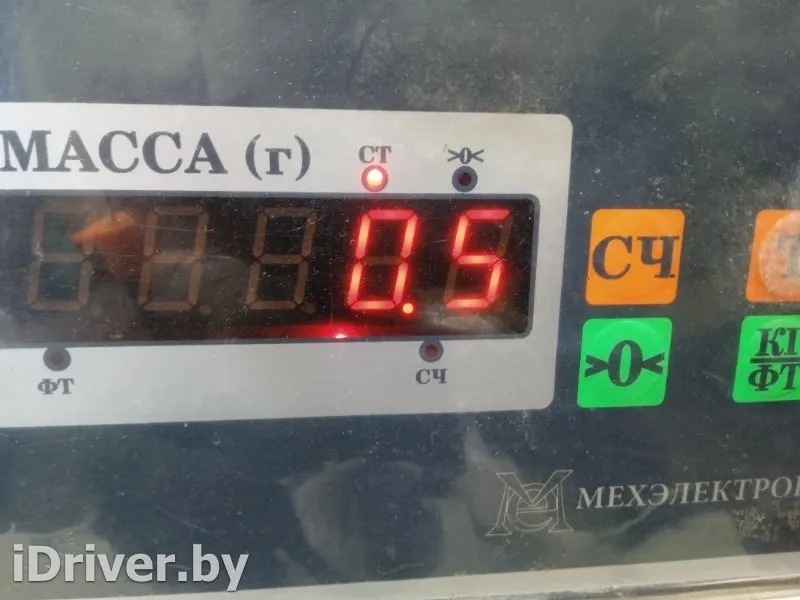 МАССА (г)
СТ
>0<
0.5
ФТ
СЧ
СЧ
>0<
МЕХЭЛЕКТРО
iDriver.by